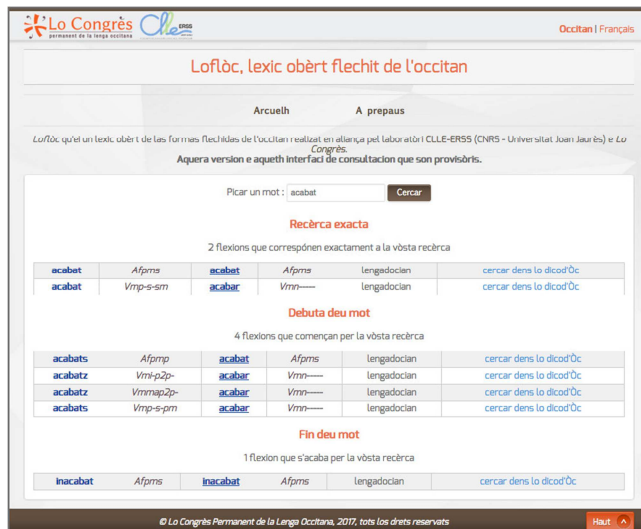 Lo Congrès
permanent de la lenga occitana
Clle ERSS
Occitan | Français
Loflòc, lexic obèrt flechit de l'occitan
Arcuelh A prepaus
Loflòc qu'ei un lexic obèrt de las formas flechidas de l'occitan realizat en aliança pel laboratòri CLLE-ERSS (CNRS - Universitat Joan Jaurés) e Lo
Congrès.
Aquera version e aqueth interfaci de consultacion que son provisòris.
Picar un mot : acabat Cercar
Recèrca exacta
2 flexions que correspónen exactament a la vòsta recèrca
acabat Afpms acabat Afpms lengadocian cercar dens lo dicod'Òc
acabat Vmp-s-sm acabar Vmn----- lengadocian cercar dens lo dicod'Òc
Debuta deu mot
4 flexions que començan per la vòsta recèrca
acabats Afpmp acabat Afpms lengadocian cercar dens lo dicod'Òc
acabatz Vmi-p2p- acabar Vmn----- lengadocian cercar dens lo dicod'Òc
acabatz Vmmap2p- acabar Vmn----- lengadocian cercar dens lo dicod'Òc
acabats Vmp-s-pm acabar Vmn----- lengadocian cercar dens lo dicod'Òc
Fin deu mot
1 flexion que s'acaba per la vòsta recèrca
inacabat Afpms inacabat Afpms lengadocian cercar dens lo dicod'Òc
© Lo Congrès Permanent de la Lenga Occitana, 2017, tots los drets reservats
Haut